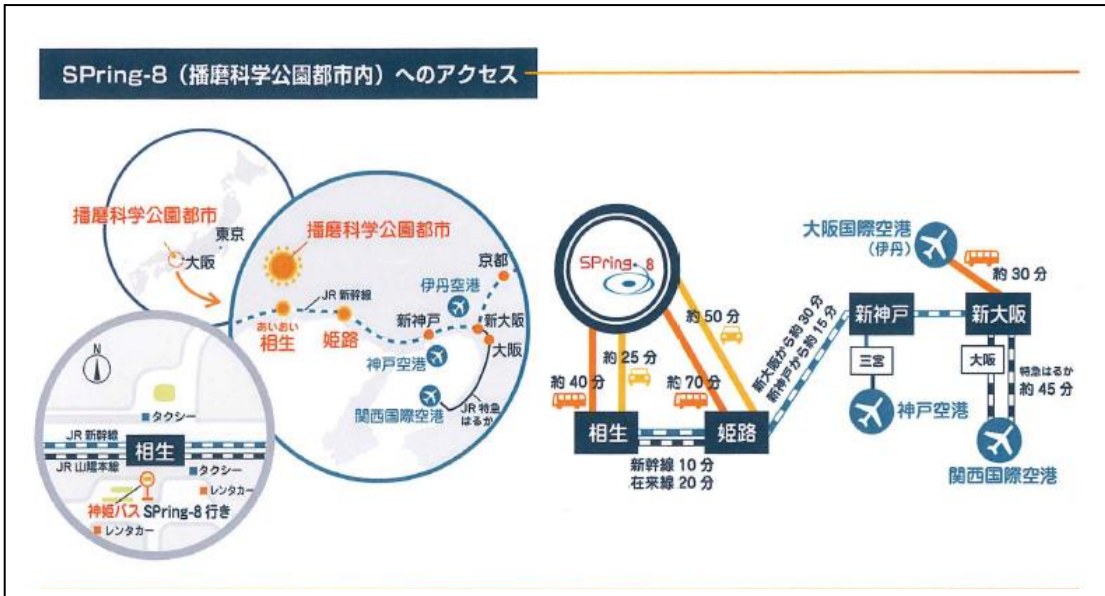 SPring-8（播磨科学公園都市内）へのアクセス
播磨科学公園都市
東京
大阪
播磨科学公園都市
京都
伊丹空港
JR 新幹線
あいおい
相生
姫路
新神戸
新大阪
大阪
神戸空港
関西国際空港
JR 特急
はるか
N
タクシー
JR 新幹線
相生
JR 山陽本線
タクシー
レンタカー
神姫バス SPring-8 行き
レンタカー
SPring-8
大阪国際空港
（伊丹）
約 30 分
約 50 分
新大阪から約 30 分
新神戸から約 15 分
新神戸
新大阪
約 25 分
三宮
大阪
特急はるか
約 45 分
約 40 分
約 70 分
神戸空港
相生
姫路
新幹線 10 分
在来線 20 分
関西国際空港